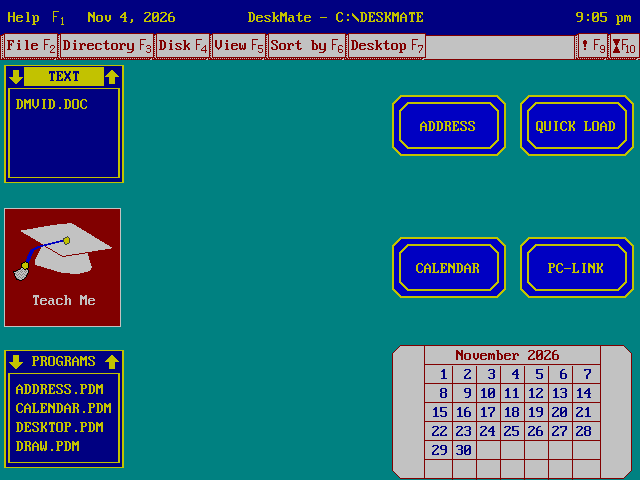 Help F1 Nov 4, 2026 DeskMate - C:\DESKMATE 9:05 pm
File F2 Directory F3 Disk F4 View F5 Sort by F6 Desktop F7 ! F9 F10
TEXT
DMVID.DOC
ADDRESS QUICK LOAD
Teach Me
CALENDAR PC-LINK
PROGRAMS
ADDRESS.PDM
CALENDAR.PDM
DESKTOP.PDM
DRAW.PDM
November 2026
1 2 3 4 5 6 7
8 9 10 11 12 13 14
15 16 17 18 19 20 21
22 23 24 25 26 27 28
29 30